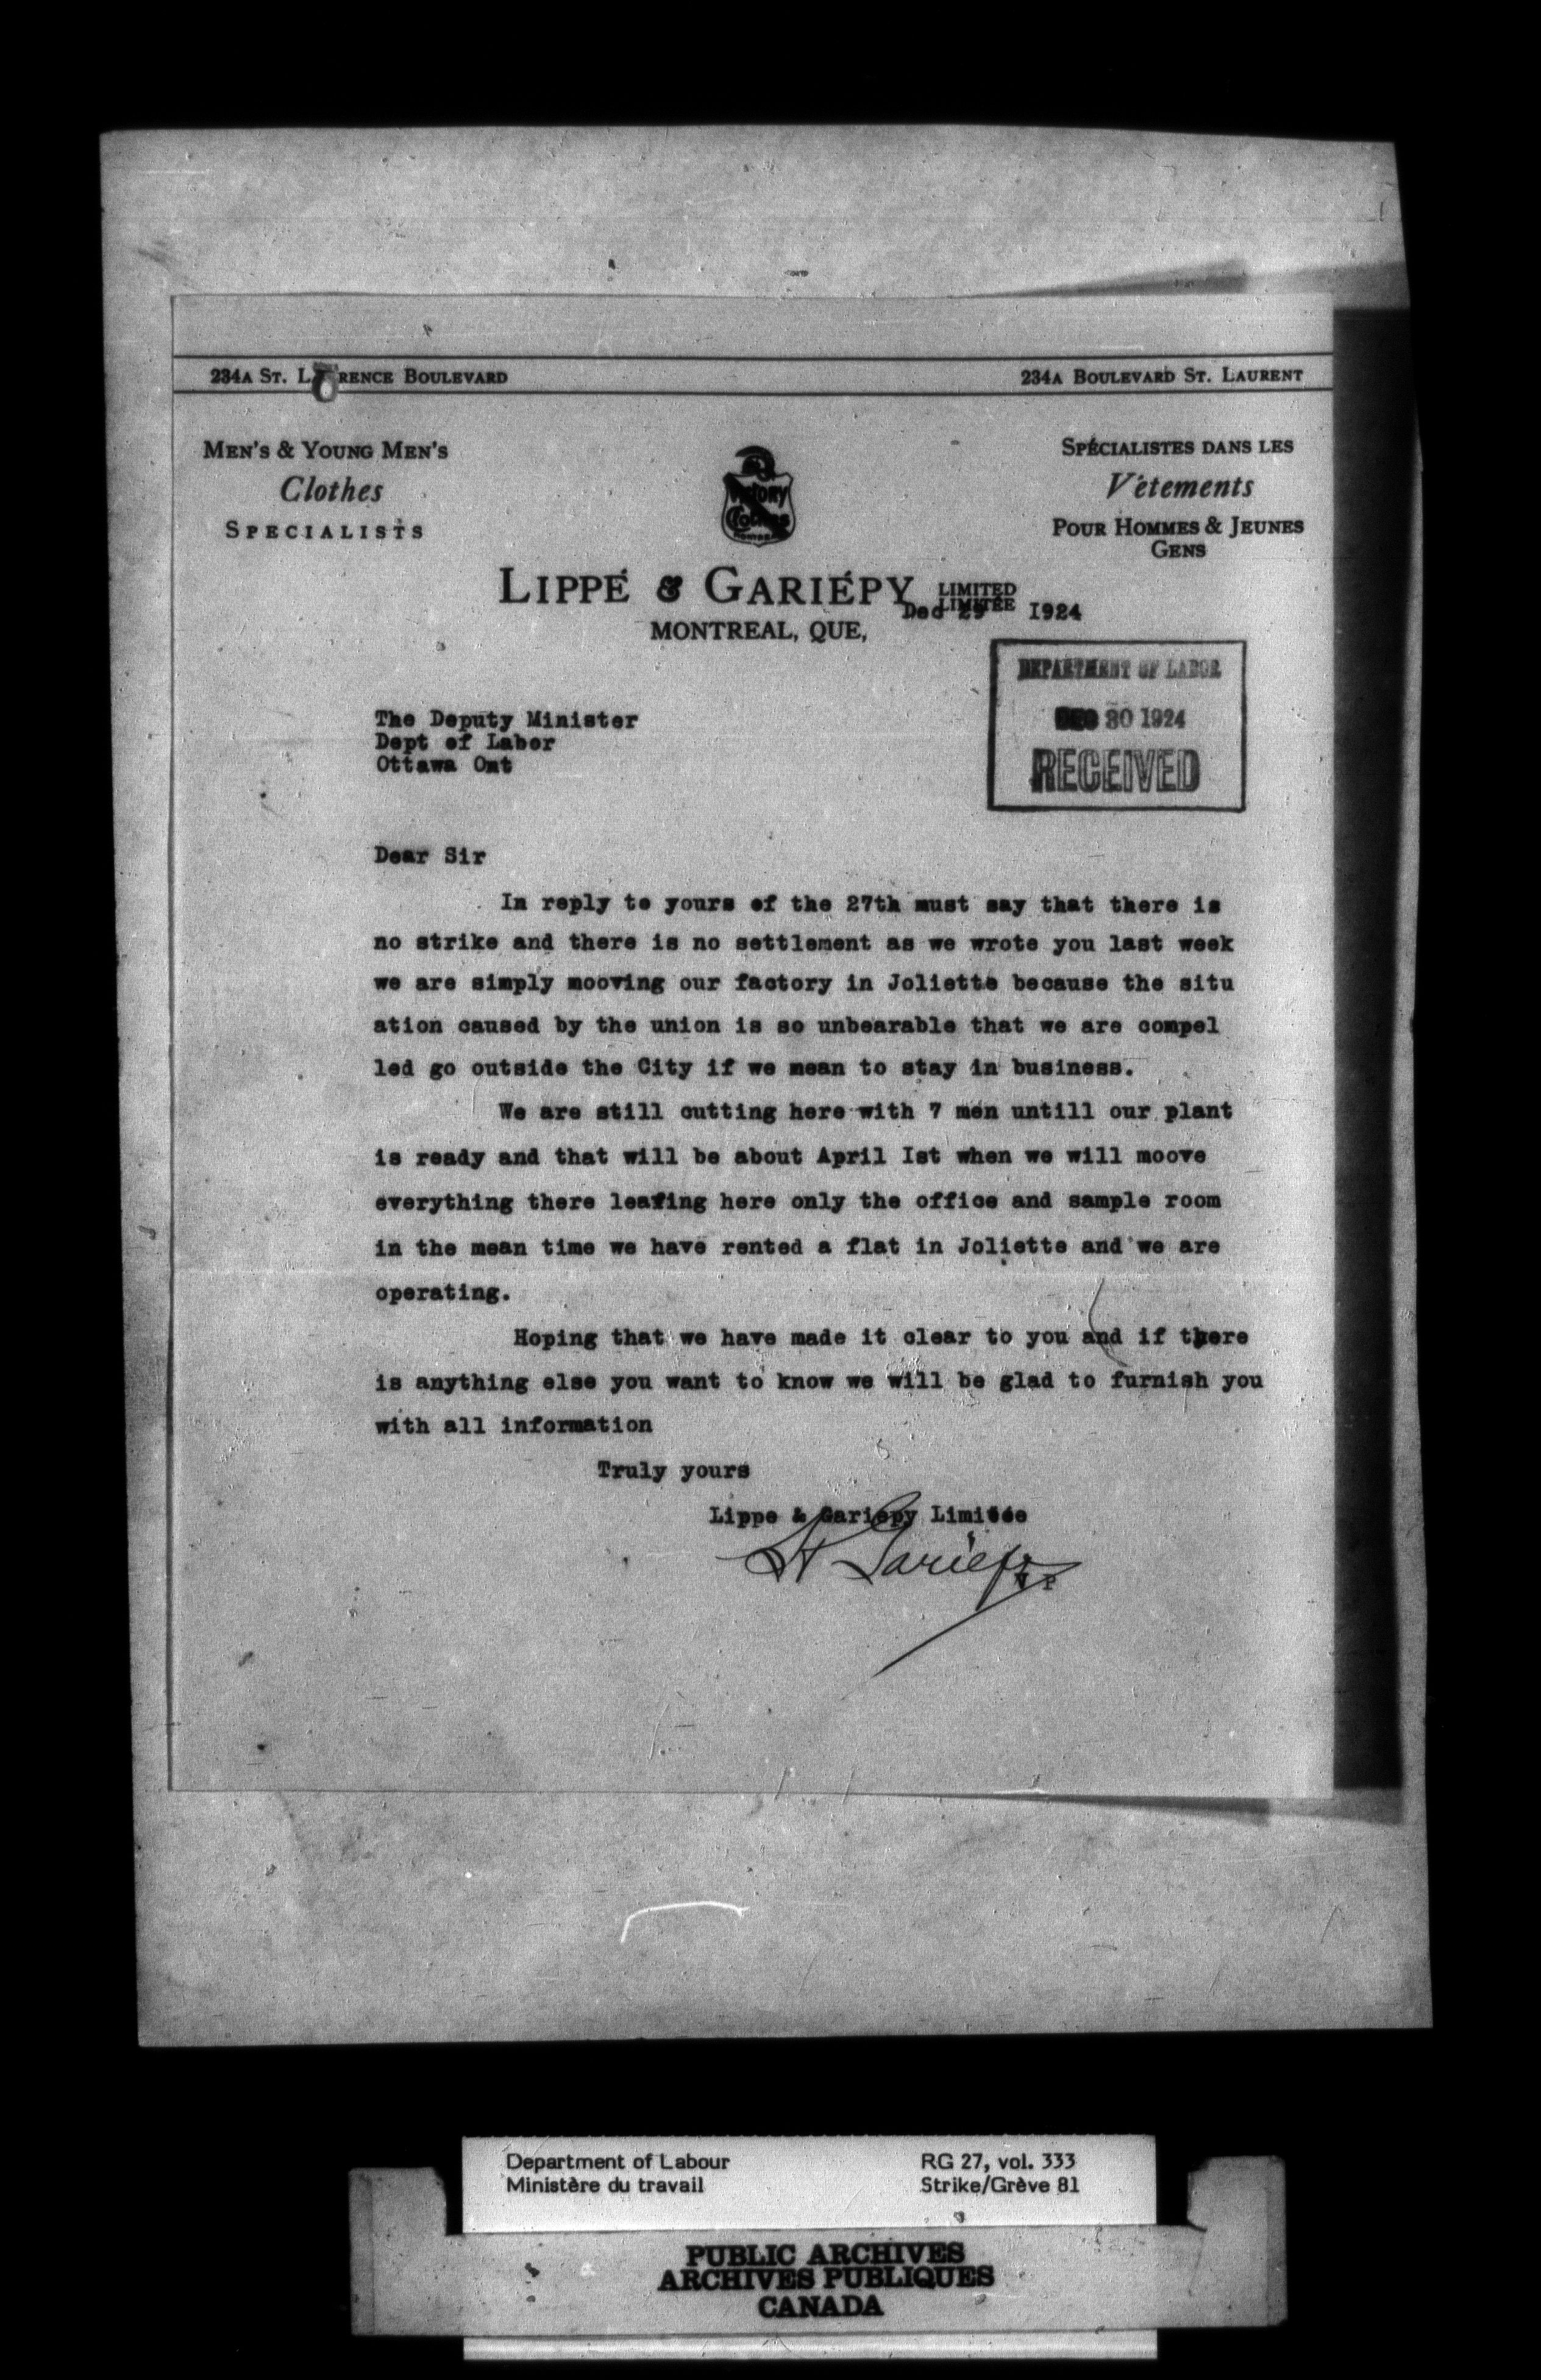 234A ST. L RENCE BOULEVARD
234A BOULEVARD ST. LAURENT
MEN'S & YOUNG MEN'S
Clothes
SPECIALISTS
VICTORY
Clothes
SPÉCIALISTES DANS LES
Vêtements
POUR HOMMES & JEUNES
GENS
LIPPÉ & GARIÉPY LIMITED
LIMITÉE
Dec 29 I924
MONTREAL, QUE,
DEPARTMENT OF LABOR
DEC 30 1924
RECEIVED
The Deputy Minister
Dept of Labor
Ottawa Ont
Dear Sir
In reply to yours of the 27th must say that there is
no strike and there is no settlement as we wrote you last week
we are simply mooving our factory in Joliette because the situ
ation caused by the union is so unbearable that we are compel
led go outside the City if we mean to stay in business.
We are still cutting here with 7 men untill our plant
is ready and that will be about April Ist when we will moove
everything there leaving here only the office and sample room
in the mean time we have rented a flat in Joliette and we are
operating.
Hoping that we have made it clear to you and if there
is anything else you want to know we will be glad to furnish you
with all information
Truly yours
Lippe & Gariepy Limitée
Gariepy
V P
Department of Labour
Ministère du travail
RG 27, vol. 333
Strike/Grève 81
PUBLIC ARCHIVES
ARCHIVES PUBLIQUES
CANADA